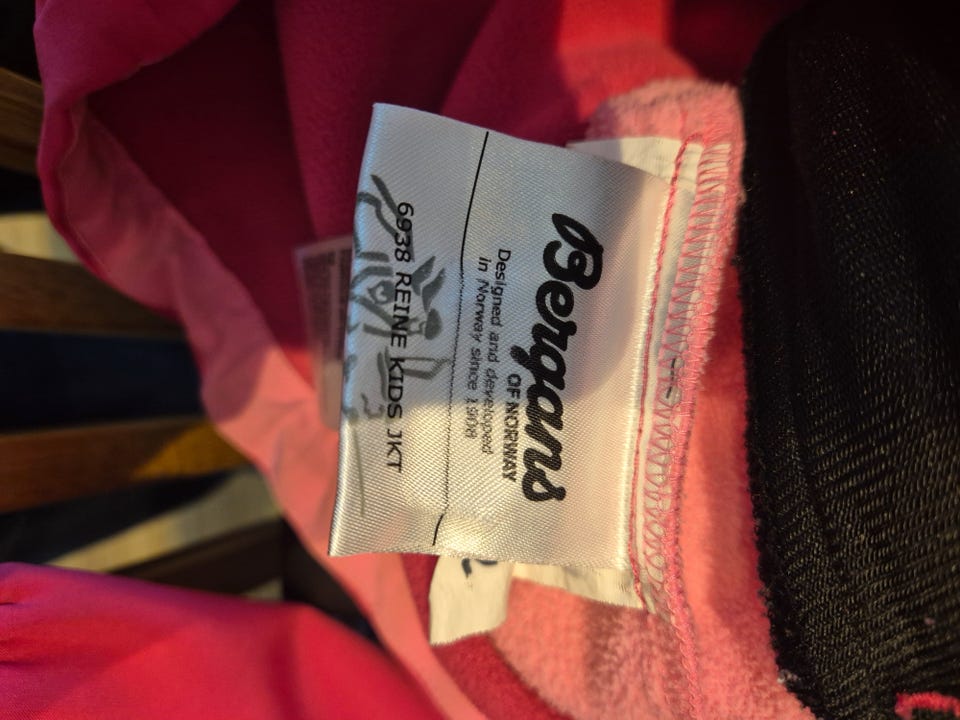 Bergans
OF NORWAY
Designed and developed
in Norway since 1908
6938 REINE KIDS JKT